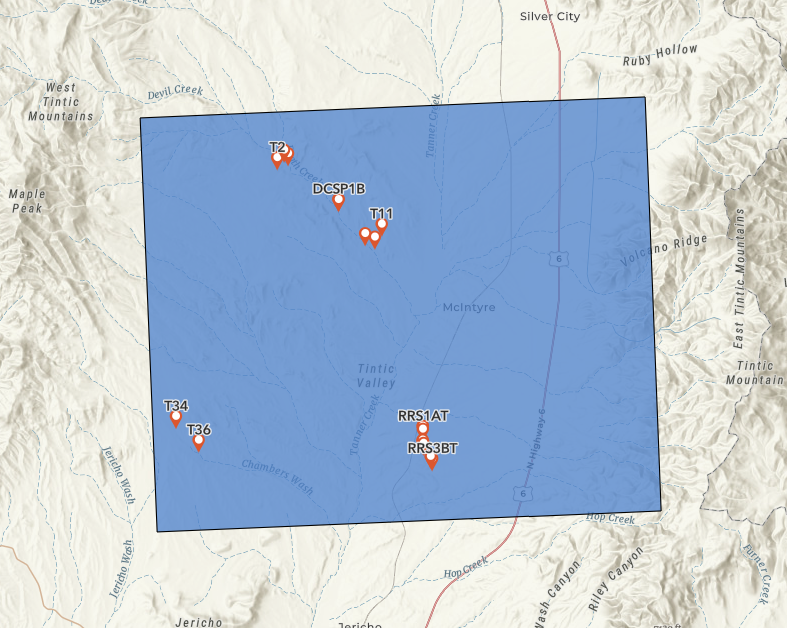 Silver City
Ruby Hollow
Devil Creek
West
Tintic
Mountains
Tanner Creek
T2
Maple
Peak
DCSP1B
T11
East Tintic Mountains
Volcano Ridge
6
McIntyre
Tintic
Valley
Tintic
Mountain
T34
T36
RRS1AT
RRS3BT
Tanner Creek
N Highway 6
Jericho Wash
Chambers Wash
6
Hop Creek
Jericho Wash
Hop Creek
Wash Canyon
Riley Canyon
Furner Creek
Jericho
Jericho